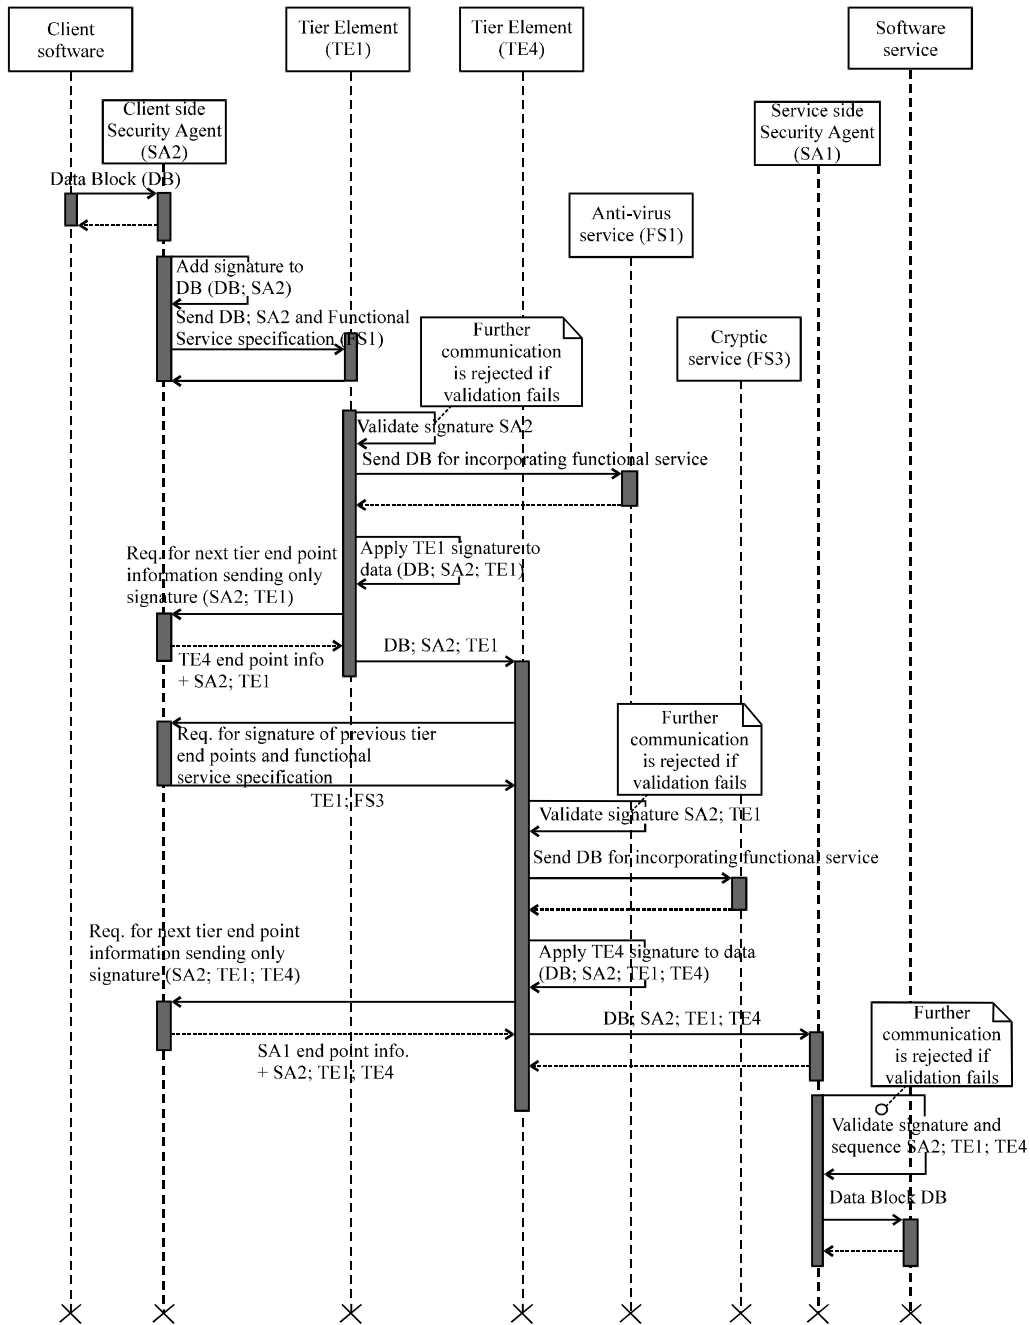 Client
software
Tier Element
(TE1)
Tier Element
(TE4)
Software
service
Client side
Security Agent
(SA2)
Service side
Security Agent
(SA1)
Data Block (DB)
Anti-virus
service (FS1)
Add signature to
DB (DB; SA2)
Send DB; SA2 and Functional
Service specification (FS1)
Further
communication
is rejected if
validation fails
Cryptic
service (FS3)
Validate signature SA2
Send DB for incorporating functional service
Apply TE1 signature to
data (DB; SA2; TE1)
Req. for next tier end point
information sending only
signature (SA2; TE1)
DB; SA2; TE1
TE4 end point info
+ SA2; TE1
Req. for signature of previous tier
end points and functional
service specification
TE1; FS3
Further
communication
is rejected if
validation fails
Validate signature SA2; TE1
Send DB for incorporating functional service
Req. for next tier end point
information sending only
signature (SA2; TE1; TE4)
Apply TE4 signature to data
(DB; SA2; TE1; TE4)
DB; SA2; TE1; TE4
SA1 end point info.
+ SA2; TE1; TE4
Further
communication
is rejected if
validation fails
Validate signature and
sequence SA2; TE1; TE4
Data Block DB